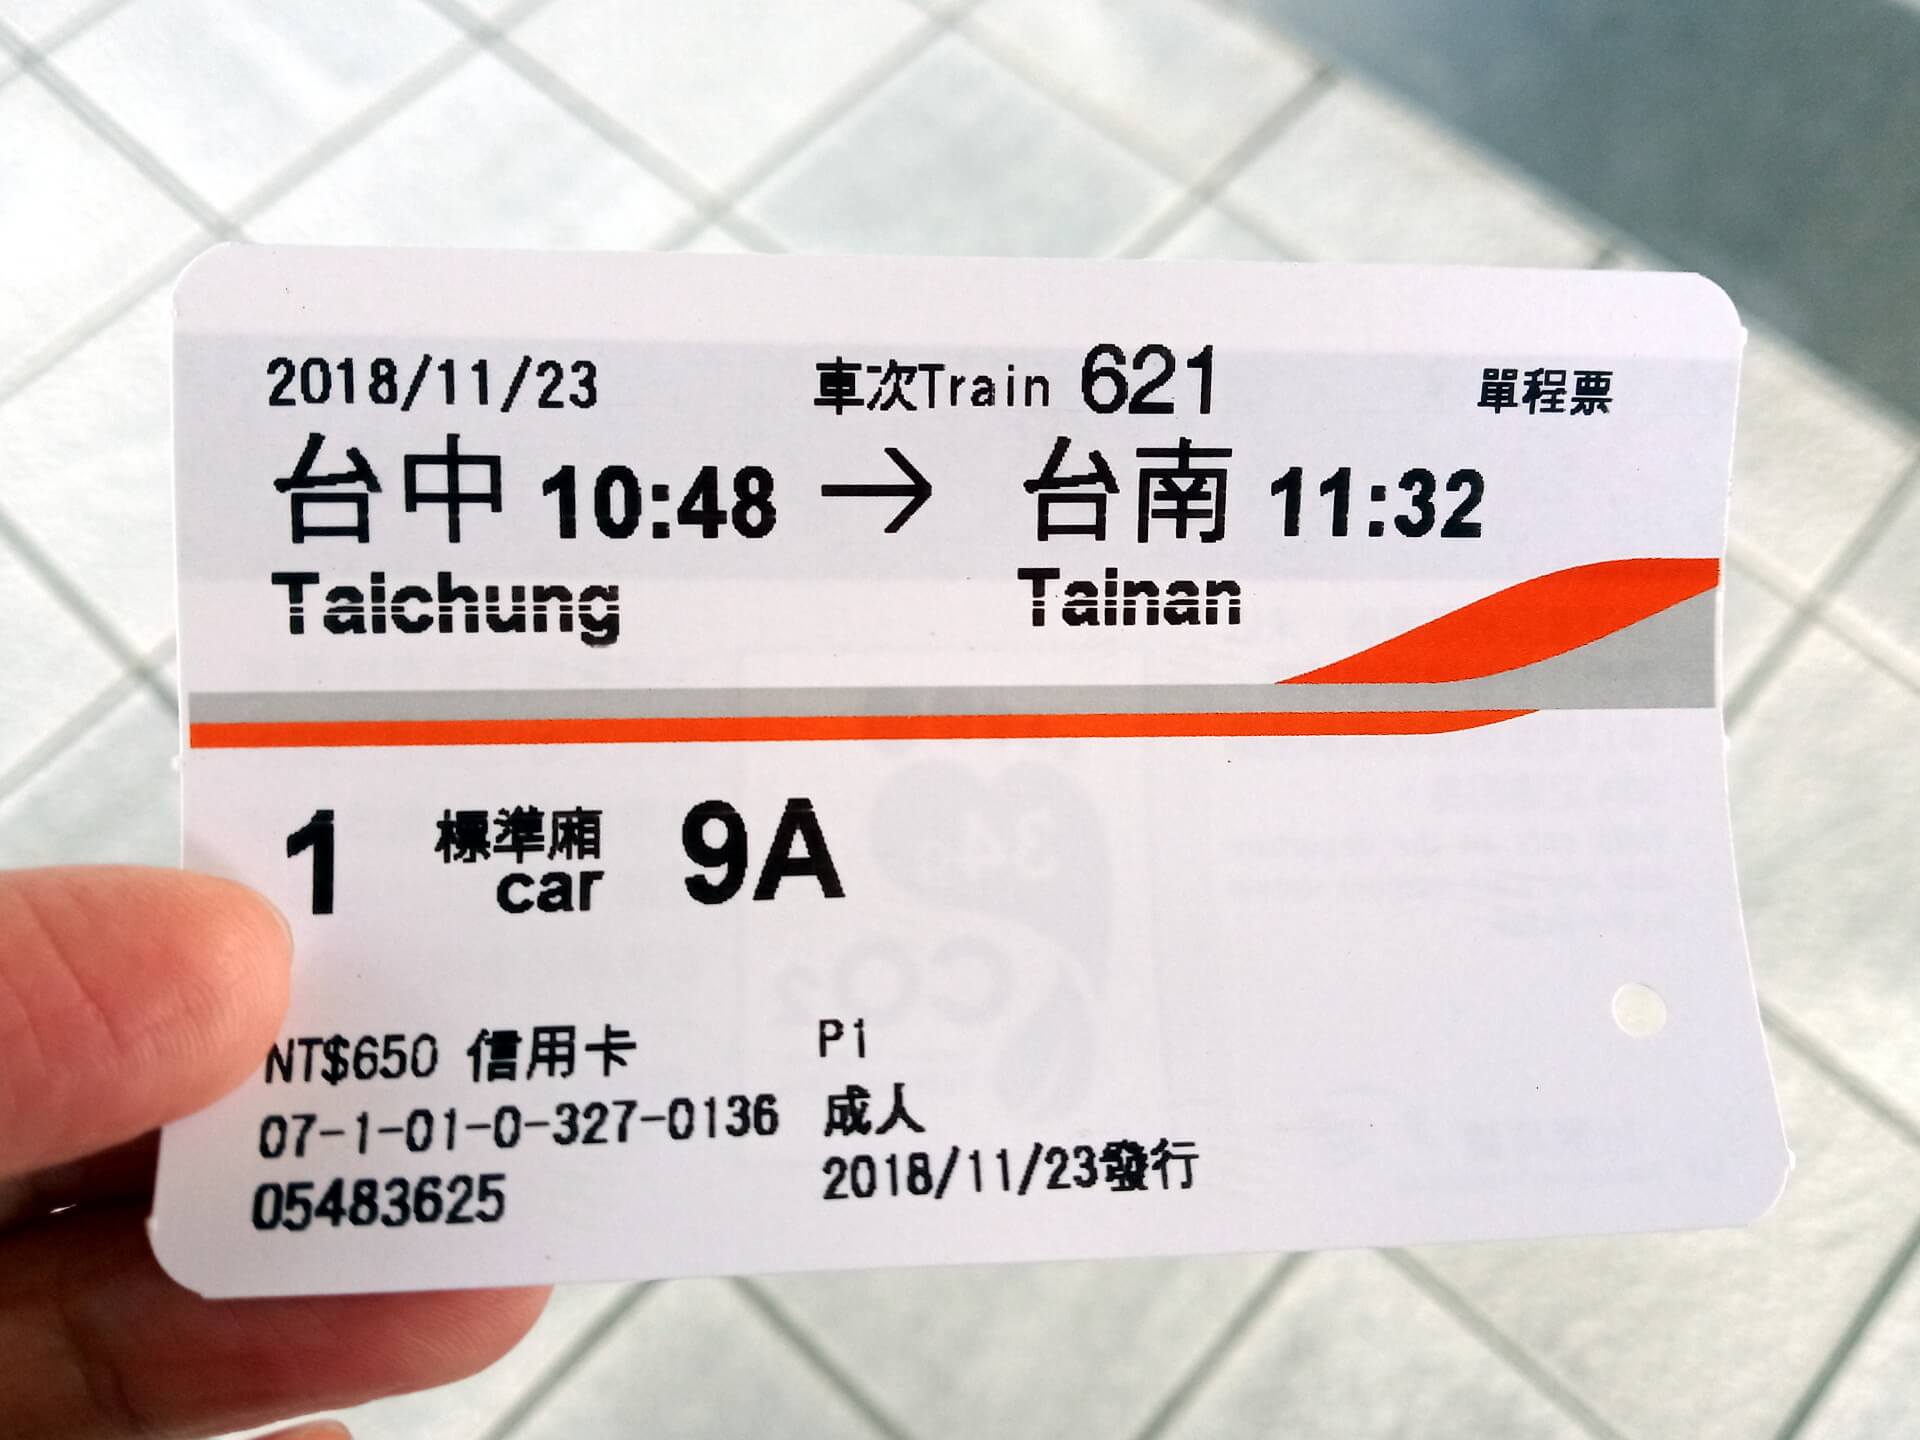 2018/11/23 車次Train 621 單程票
台中 10:48 → 台南 11:32
Taichung Tainan
1 標準廂 car 9A
NT$650 信用卡 P1
07-1-01-0-327-0136 成人
05483625 2018/11/23發行